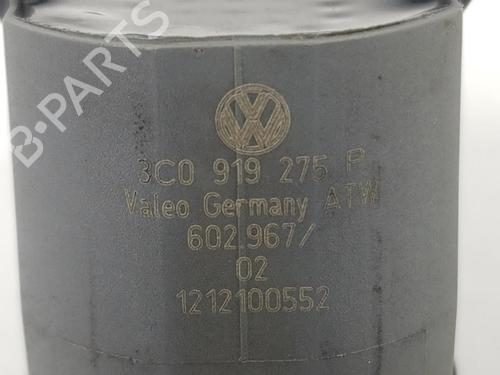 B-PARTS
3C0 919 275 P
Valeo Germany ATW
602.967/
02
1212100552